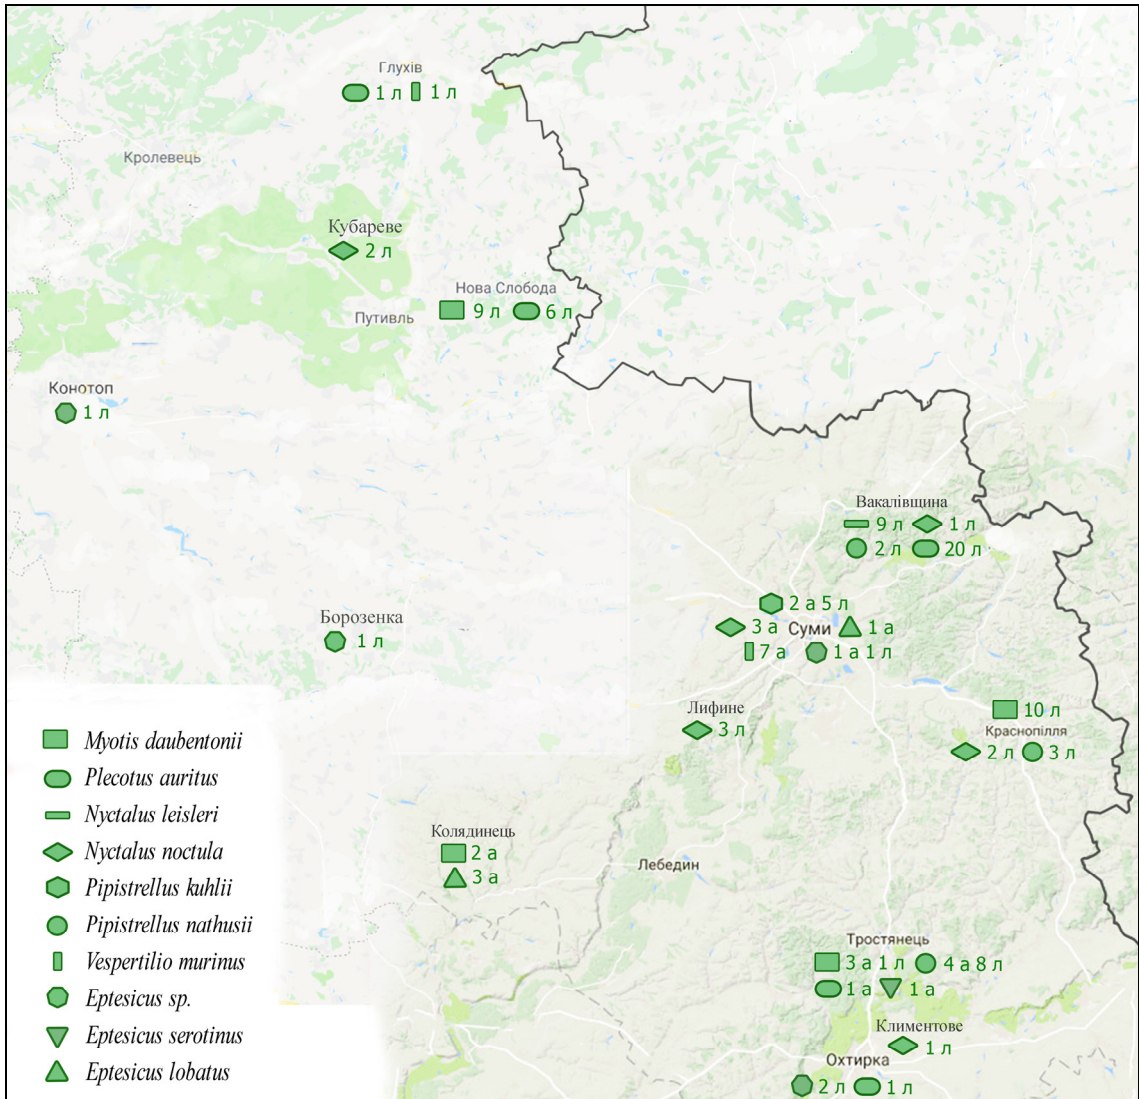 Глухів
1 л 1 л
Кролевець
Кубареве
2 л
Нова Слобода
9 л 6 л
Путивль
Конотоп
1 л
Вакалівщина
9 л 1 л
2 л 20 л
2 а 5 л
3 а Суми 1 а
7 а 1 а 1 л
Борозенка
1 л
Лифине
3 л
10 л
Краснопілля
2 л 3 л
Колядинець
2 а
3 а
Лебедин
Тростянець
3 а 1 л 4 а 8 л
1 а 1 а
Климентове
1 л
Охтирка
2 л 1 л
Myotis daubentonii
Plecotus auritus
Nyctalus leisleri
Nyctalus noctula
Pipistrellus kuhlii
Pipistrellus nathusii
Vespertilio murinus
Eptesicus sp.
Eptesicus serotinus
Eptesicus lobatus